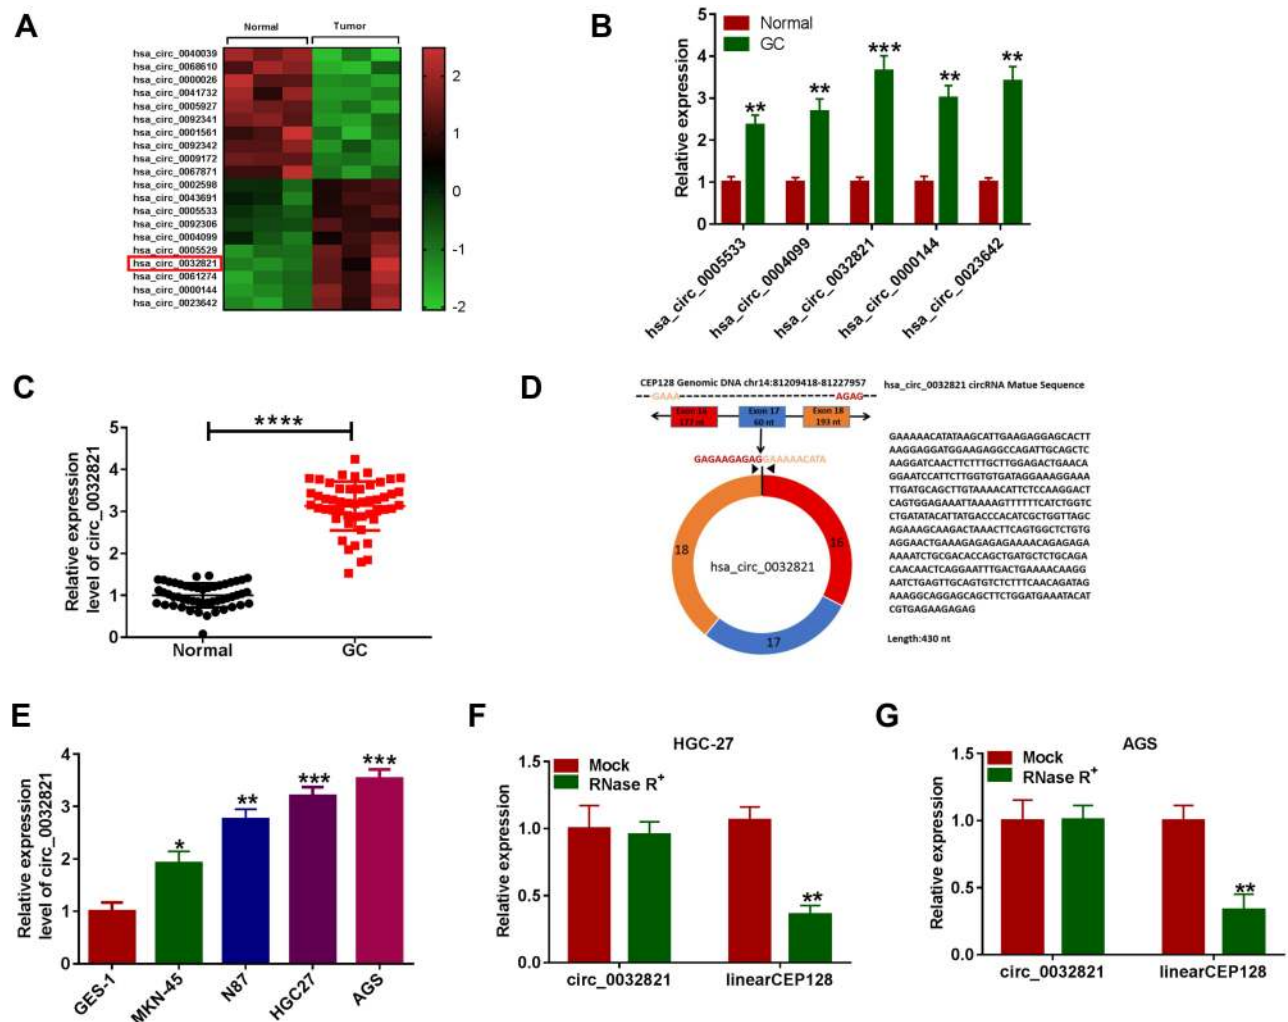 A
Normal
Tumor
hsa_circ_0040039
hsa_circ_0068610
hsa_circ_0000026
hsa_circ_0041732
hsa_circ_0005927
hsa_circ_0092341
hsa_circ_0001561
hsa_circ_0092342
hsa_circ_0009172
hsa_circ_0067871
hsa_circ_0002598
hsa_circ_0043691
hsa_circ_0005533
hsa_circ_0092306
hsa_circ_0004099
hsa_circ_0005529
hsa_circ_0032821
hsa_circ_0061274
hsa_circ_0000144
hsa_circ_0023642
2
1
0
-1
-2
B
Relative expression
5
4
3
2
1
0
Normal
GC
**
**
***
**
**
hsa_circ_0005533
hsa_circ_0004099
hsa_circ_0032821
hsa_circ_0000144
hsa_circ_0023642
C
Relative expression
level of circ_0032821
5
4
3
2
1
0
****
Normal
GC
D
CEP128 Genomic DNA chr14:81209418-81227957
GAAA
AGAG
Exon 16
177 nt
Exon 17
60 nt
Exon 18
193 nt
GAGAAGAGAGGAAAAACATA
18
16
17
hsa_circ_0032821
hsa_circ_0032821 circRNA Matue Sequence
GAAAAACATATAAGCATTGAAGAGGAGCACTT
AAGGAGGATGGAAGAGGCCAGATTGCAGCTC
AAGGATCAACTTCTTTGCTTGGAGACTGAACA
GGAATCCATTCTTGGTGTGATAGGAAAGGAAA
TTGATGCAGCTTGTAAAACATTCTCCAAGGACT
CAGTGGAGAAATTAAAAGTTTTTTCATCTGGTC
CTGATATACATTATGACCCACATCGCTGGTTAGC
AGAAAGCAAGACTAAACTTCAGTGGCTCTGTG
AGGAACTGAAAGAGAGAGAAAACAGAGAGA
AAAATCTGCGACACCAGCTGATGCTCTGCAGA
CAACAACTCAGGAATTTGACTGAAAACAAGG
AATCTGAGTTGCAGTGTCTCTTTCAACAGATAG
AAAGGCAGGAGCAGCTTCTGGATGAAATACAT
CGTGAGAAGAGAG
Length:430 nt
E
Relative expression
level of circ_0032821
4
3
2
1
0
*
**
***
***
GES-1
MKN-45
N87
HGC27
AGS
F
HGC-27
Relative expression
1.5
1.0
0.5
0.0
Mock
RNase R+
**
circ_0032821
linearCEP128
G
AGS
Relative expression
1.5
1.0
0.5
0.0
Mock
RNase R+
**
circ_0032821
linearCEP128